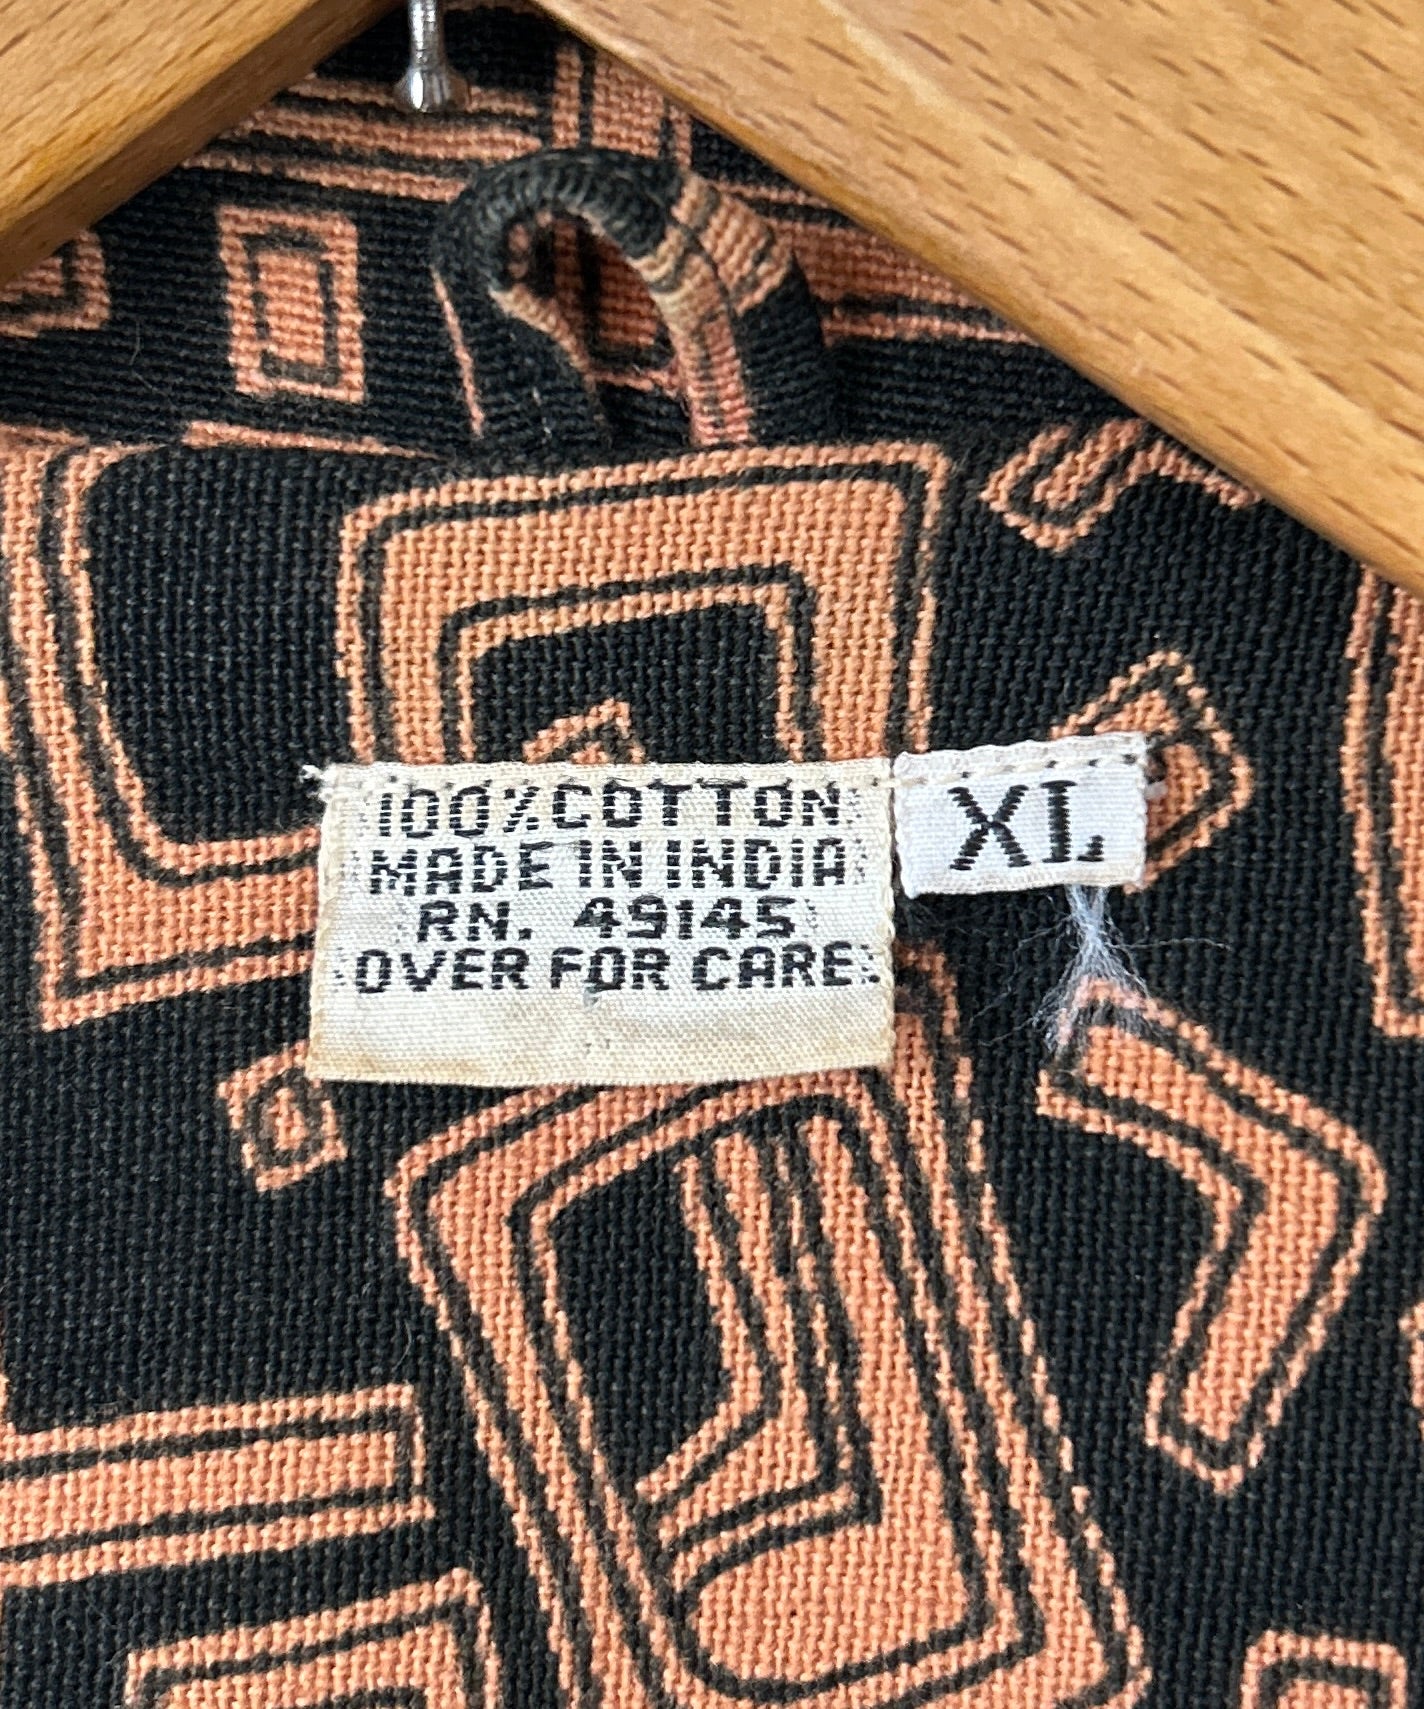 100% COTTON
MADE IN INDIA
RN. 49145
OVER FOR CARE.
XL